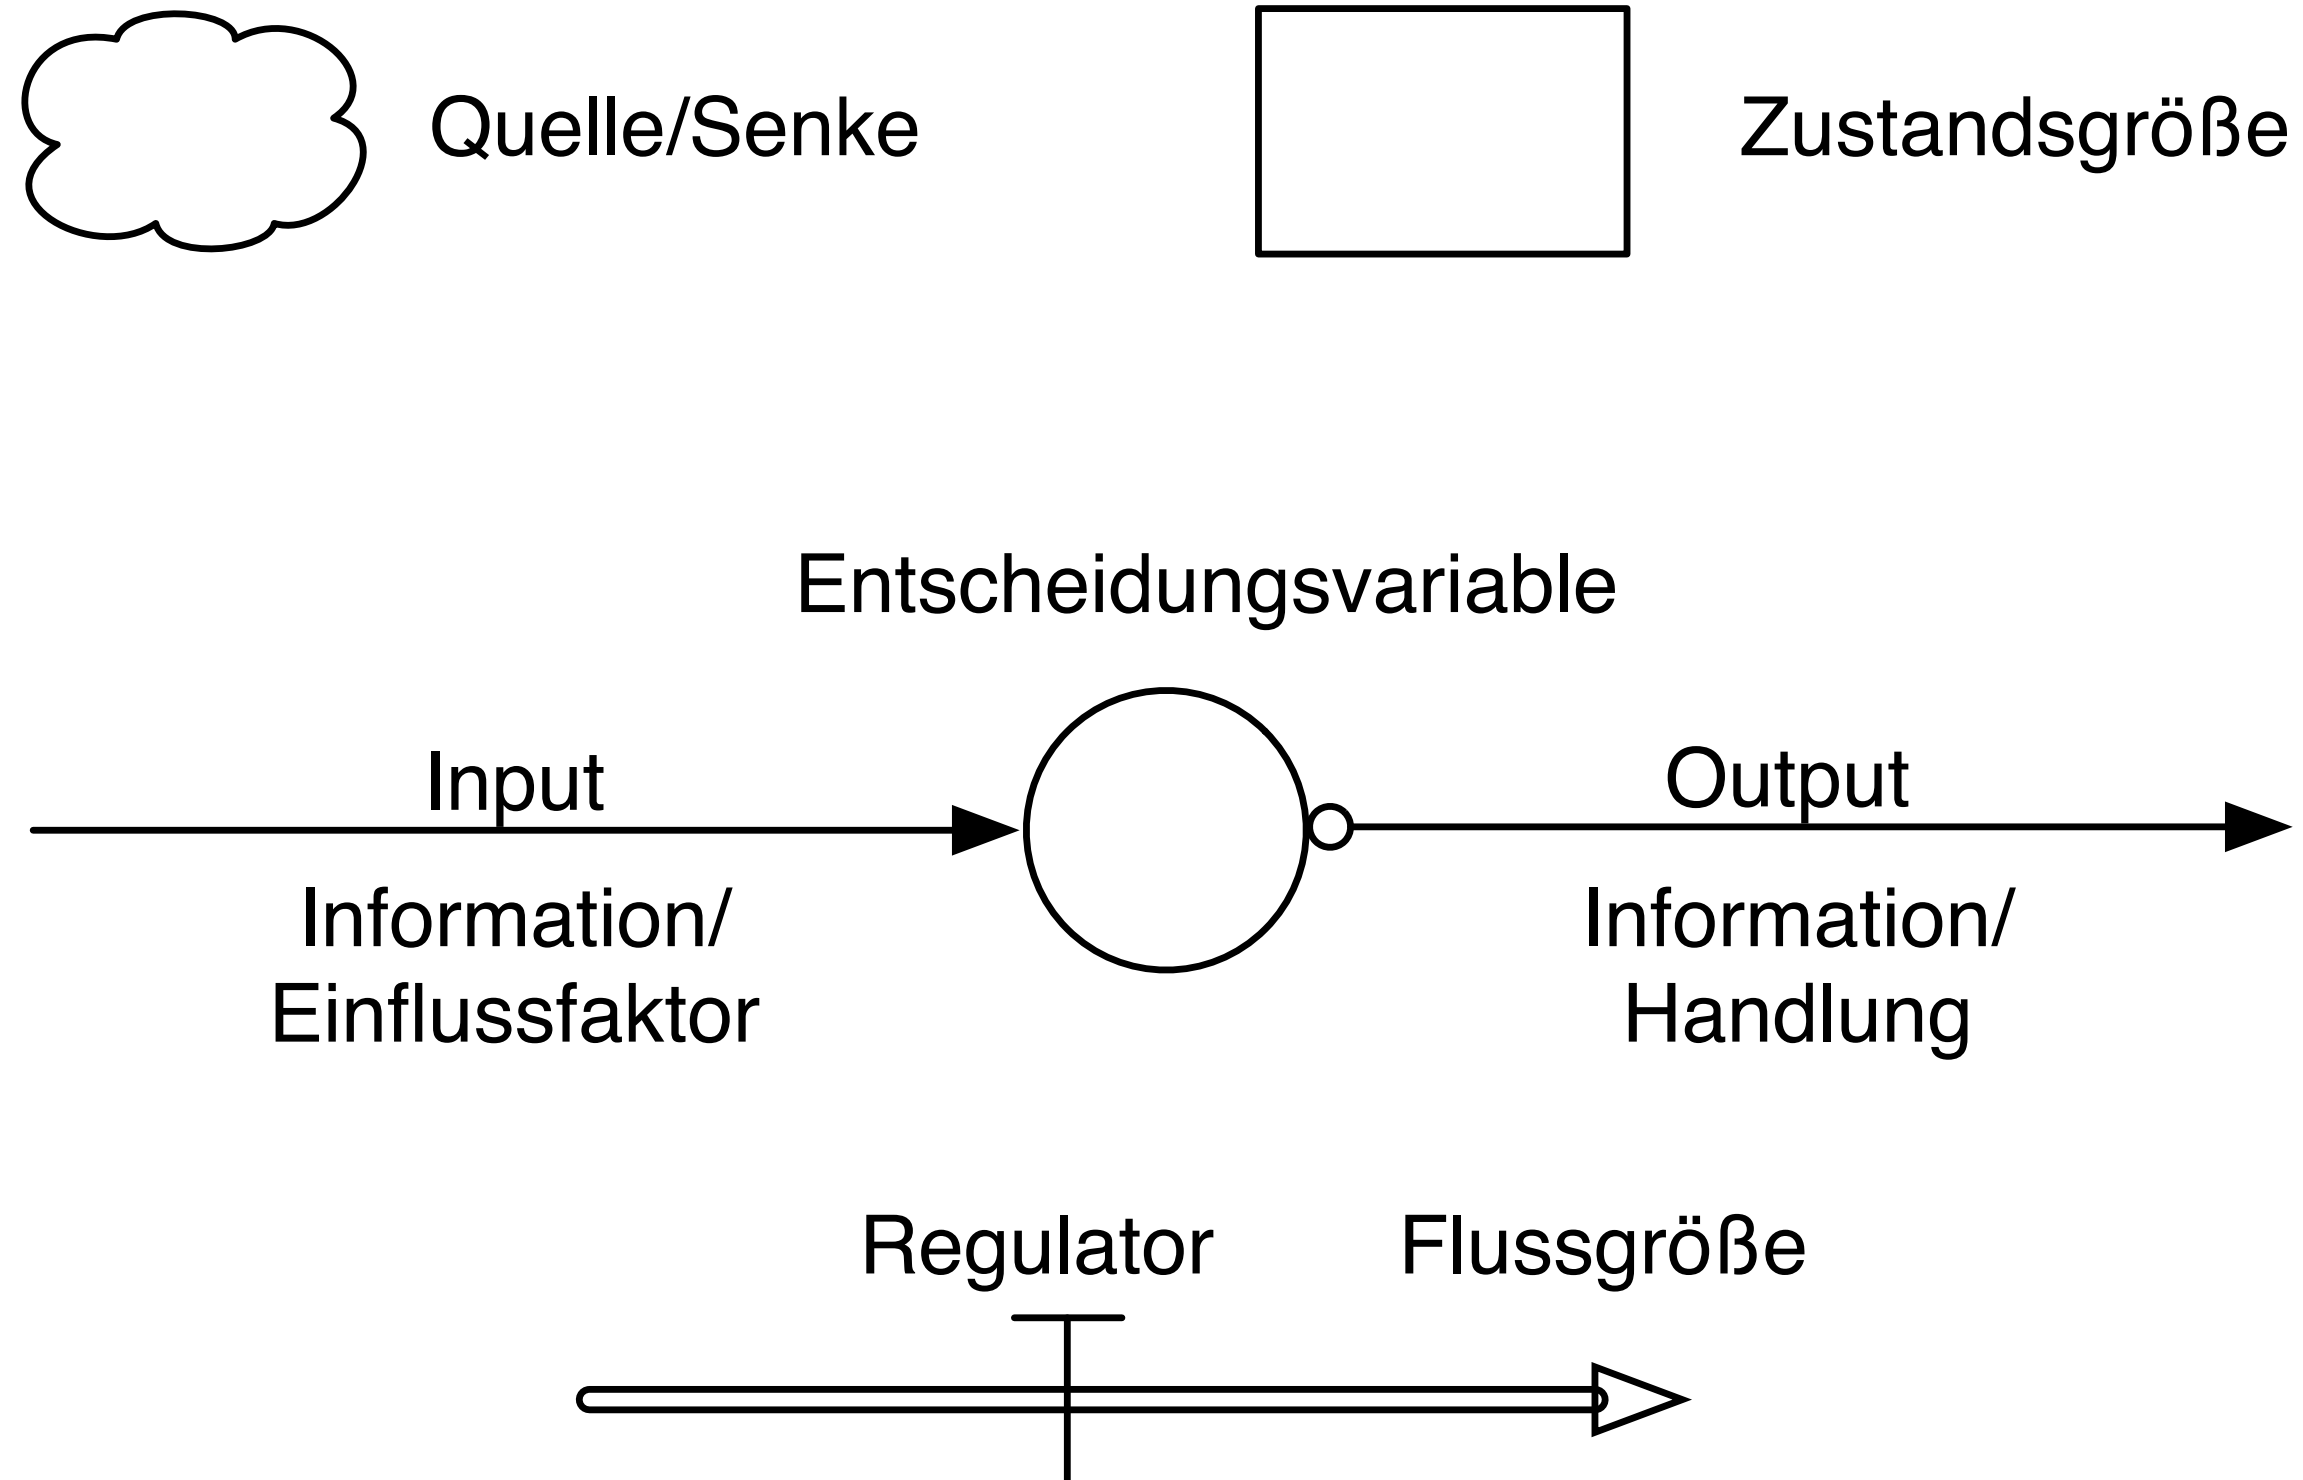 Quelle/Senke
Zustandsgröße
Entscheidungsvariable
Input
Output
Information/
Einflussfaktor
Information/
Handlung
Regulator
Flussgröße